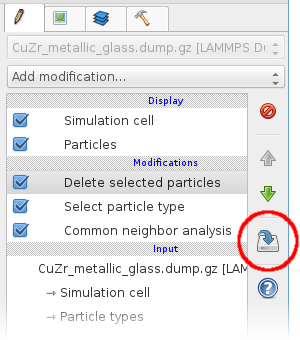 CuZr_metallic_glass.dump.gz [LAMMPS Du
Add modification...
Display
Simulation cell
Particles
Modifications
Delete selected particles
Select particle type
Common neighbor analysis
Input
CuZr_metallic_glass.dump.gz [LAM
→ Simulation cell
→ Particle types